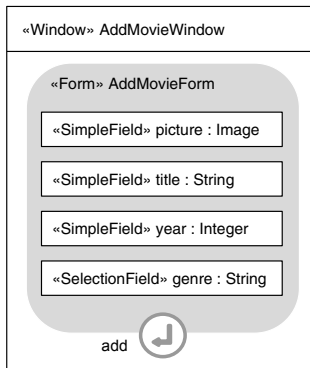 «Window» AddMovieWindow
«Form» AddMovieForm
«SimpleField» picture : Image
«SimpleField» title : String
«SimpleField» year : Integer
«SelectionField» genre : String
add